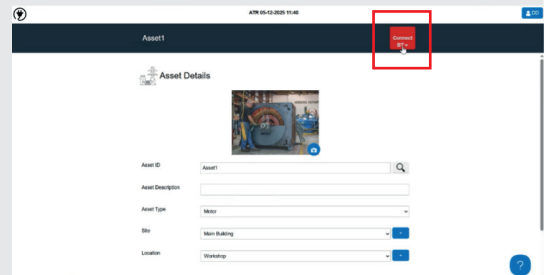 ATR 05-12-2025 11:40
DD
Asset1
Connect
BT
Asset Details
Asset ID
Asset1
Asset Description
Asset Type
Motor
Site
Main Building
+
Location
Workshop
+
?